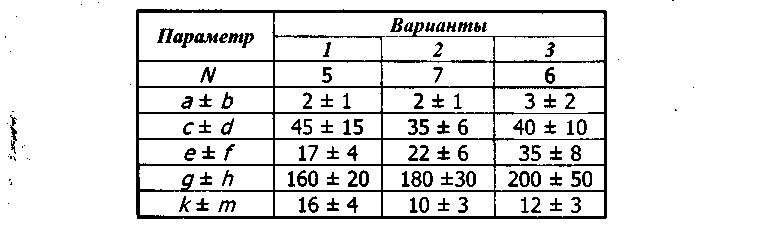 Параметр Варианты
1 2 3
N 5 7 6
a ± b 2 ± 1 2 ± 1 3 ± 2
c ± d 45 ± 15 35 ± 6 40 ± 10
e ± f 17 ± 4 22 ± 6 35 ± 8
g ± h 160 ± 20 180 ±30 200 ± 50
k ± m 16 ± 4 10 ± 3 12 ± 3